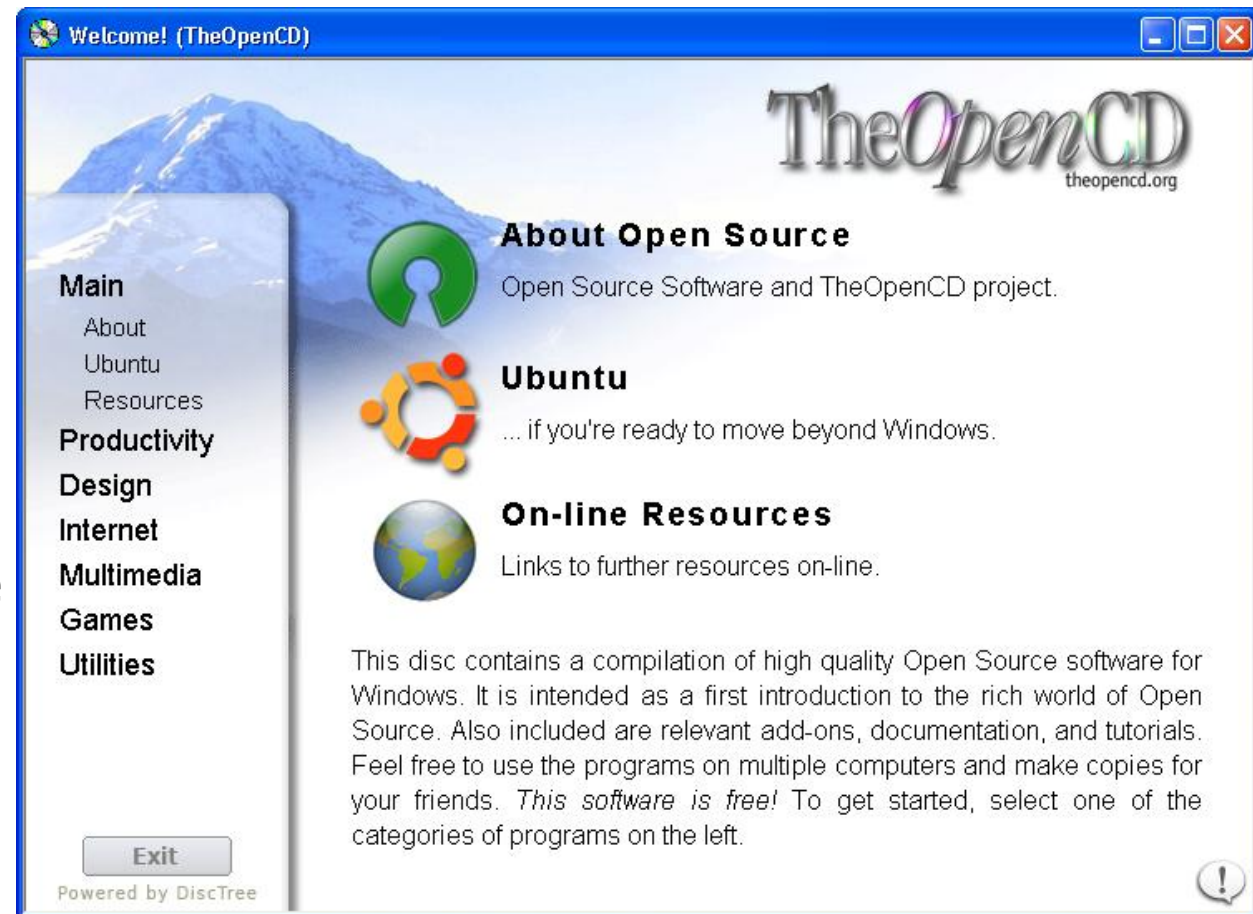 Welcome! (TheOpenCD)
TheOpenCD
theopencd.org
Main
About
Ubuntu
Resources
Productivity
Design
Internet
Multimedia
Games
Utilities
Exit
Powered by DiscTree
About Open Source
Open Source Software and TheOpenCD project.
Ubuntu
... if you're ready to move beyond Windows.
On-line Resources
Links to further resources on-line.
This disc contains a compilation of high quality Open Source software for
Windows. It is intended as a first introduction to the rich world of Open
Source. Also included are relevant add-ons, documentation, and tutorials.
Feel free to use the programs on multiple computers and make copies for
your friends. This software is free! To get started, select one of the
categories of programs on the left.